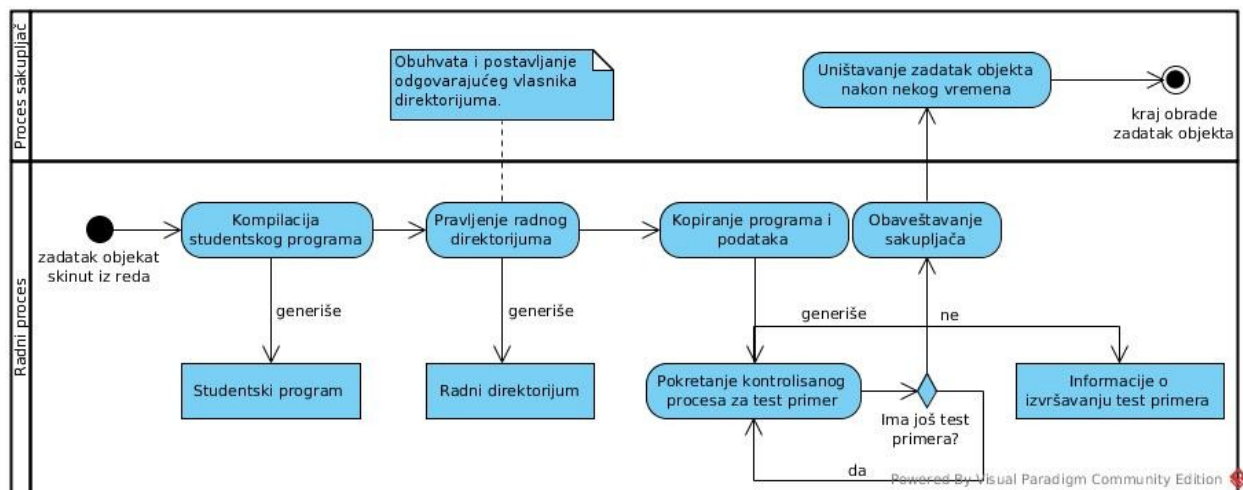 Proces sakupljač
Obuhvata i postavljanje
odgovarajućeg vlasnika
direktorijuma.
Uništavanje zadatak objekta
nakon nekog vremena
kraj obrade
zadatak objekta
Radni proces
zadatak objekat
skinut iz reda
Kompilacija
studentskog programa
Pravljenje radnog
direktorijuma
Kopiranje programa i
podataka
Obaveštavanje
sakupljača
generiše
generiše
generiše
ne
Studentski program
Radni direktorijum
Pokretanje kontrolisanog
procesa za test primer
Ima još test
primera?
Informacije o
izvršavanju test primera
da
Powered By Visual Paradigm Community Edition